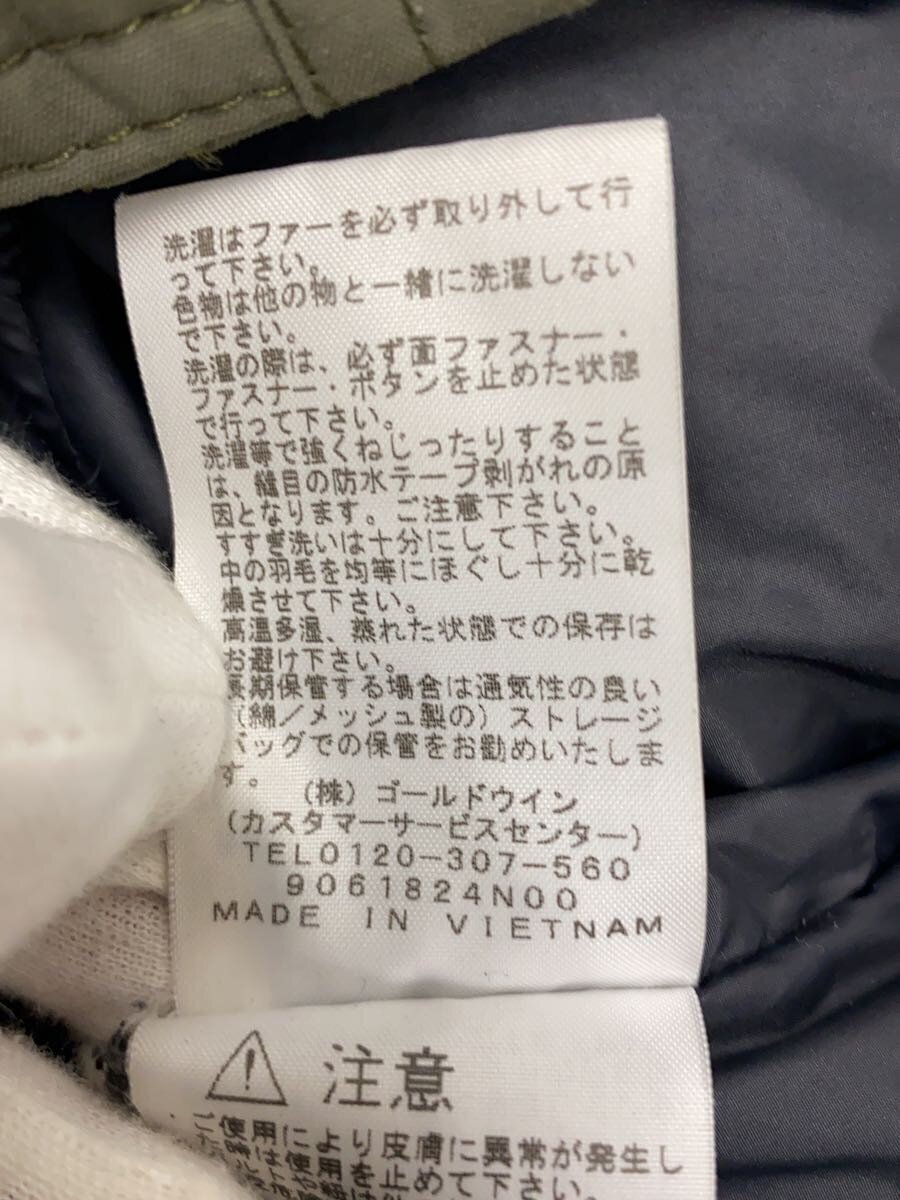 洗濯はファーを必ず取り外して行
って下さい。
色物は他の物と一緒に洗濯しない
で下さい。
洗濯の際は、必ず面ファスナー・
ファスナー・ボタンを止めた状態
で行って下さい。
洗濯等で強くねじったりすること
は、縫目の防水テープ剥がれの原
因となります。ご注意下さい。
すすぎ洗いは十分にして下さい。
中の羽毛を均等にほぐし十分に乾
燥させて下さい。
高温多湿、蒸れた状態での保存は
お避け下さい。
長期保管する場合は通気性の良い
(綿/メッシュ製の)ストレージ
バッグでの保管をお勧めいたしま
す。
(株)ゴールドウイン
(カスタマーサービスセンター)
TEL0120-307-560
9061824N00
MADE IN VIETNAM
注意
ご使用により皮膚に異常が発生し
使用を止めて下さい。